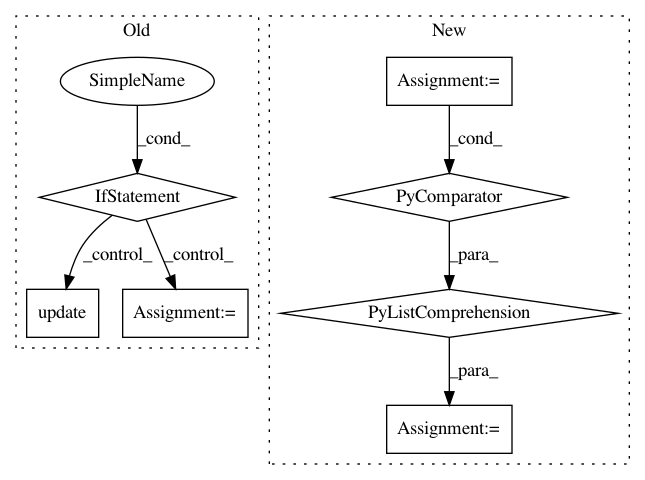 Old
SimpleName
_cond_
IfStatement
_control_
_control_
update
Assignment:=
New
Assignment:=
_cond_
PyComparator
_para_
PyListComprehension
_para_
Assignment:=